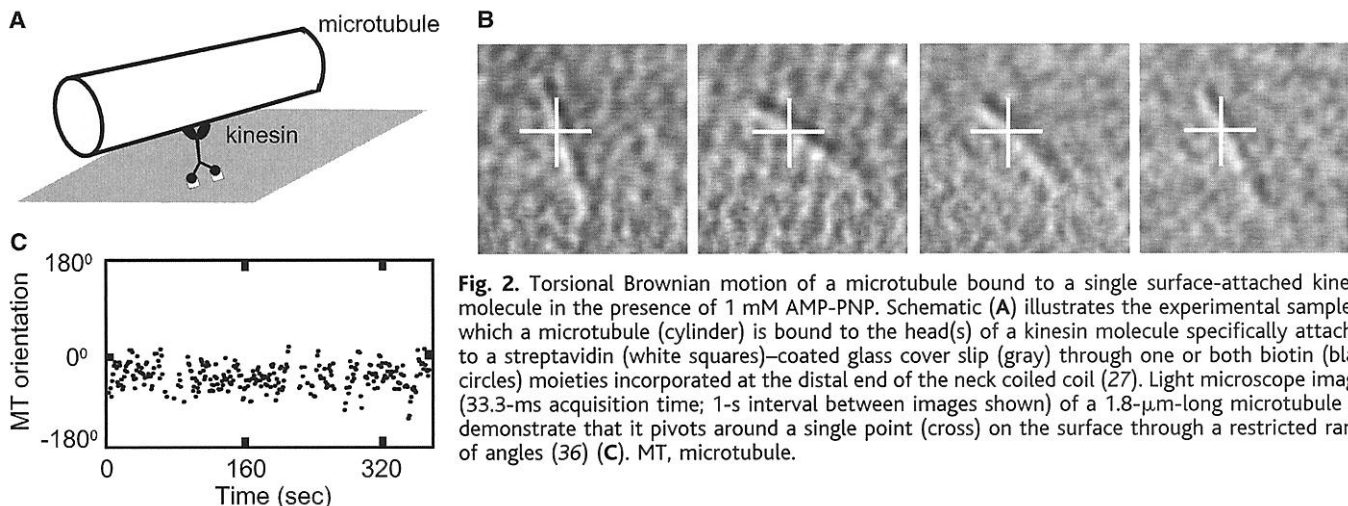 A
microtubule
kinesin
B
C
180⁰
0⁰
-180⁰
MT orientation
0
160
320
Time (sec)
Fig. 2. Torsional Brownian motion of a microtubule bound to a single surface-attached kine
molecule in the presence of 1 mM AMP-PNP. Schematic (A) illustrates the experimental sample
which a microtubule (cylinder) is bound to the head(s) of a kinesin molecule specifically attach
to a streptavidin (white squares)–coated glass cover slip (gray) through one or both biotin (bla
circles) moieties incorporated at the distal end of the neck coiled coil (27). Light microscope imag
(33.3-ms acquisition time; 1-s interval between images shown) of a 1.8-μm-long microtubule
demonstrate that it pivots around a single point (cross) on the surface through a restricted ran
of angles (36) (C). MT, microtubule.